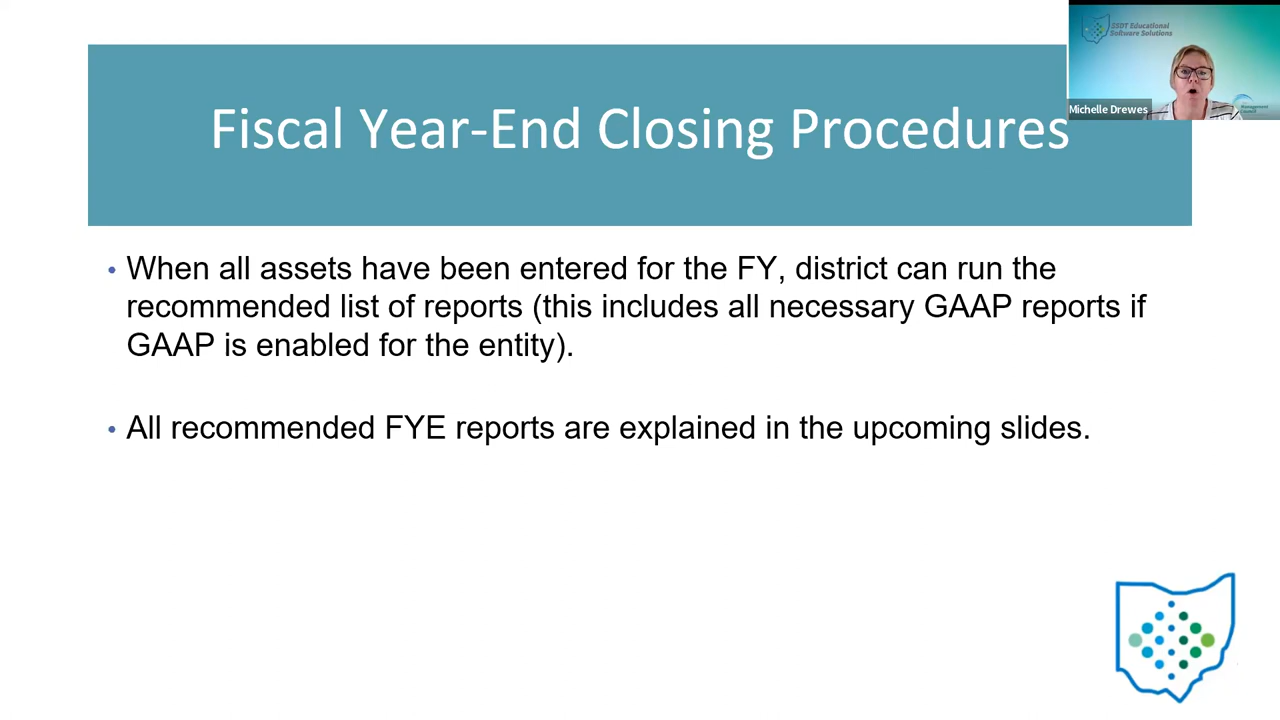 SSDT Educational
Software Solutions
Michelle Drewes
Management
Council
Fiscal Year-End Closing Procedures
• When all assets have been entered for the FY, district can run the
recommended list of reports (this includes all necessary GAAP reports if
GAAP is enabled for the entity).
• All recommended FYE reports are explained in the upcoming slides.